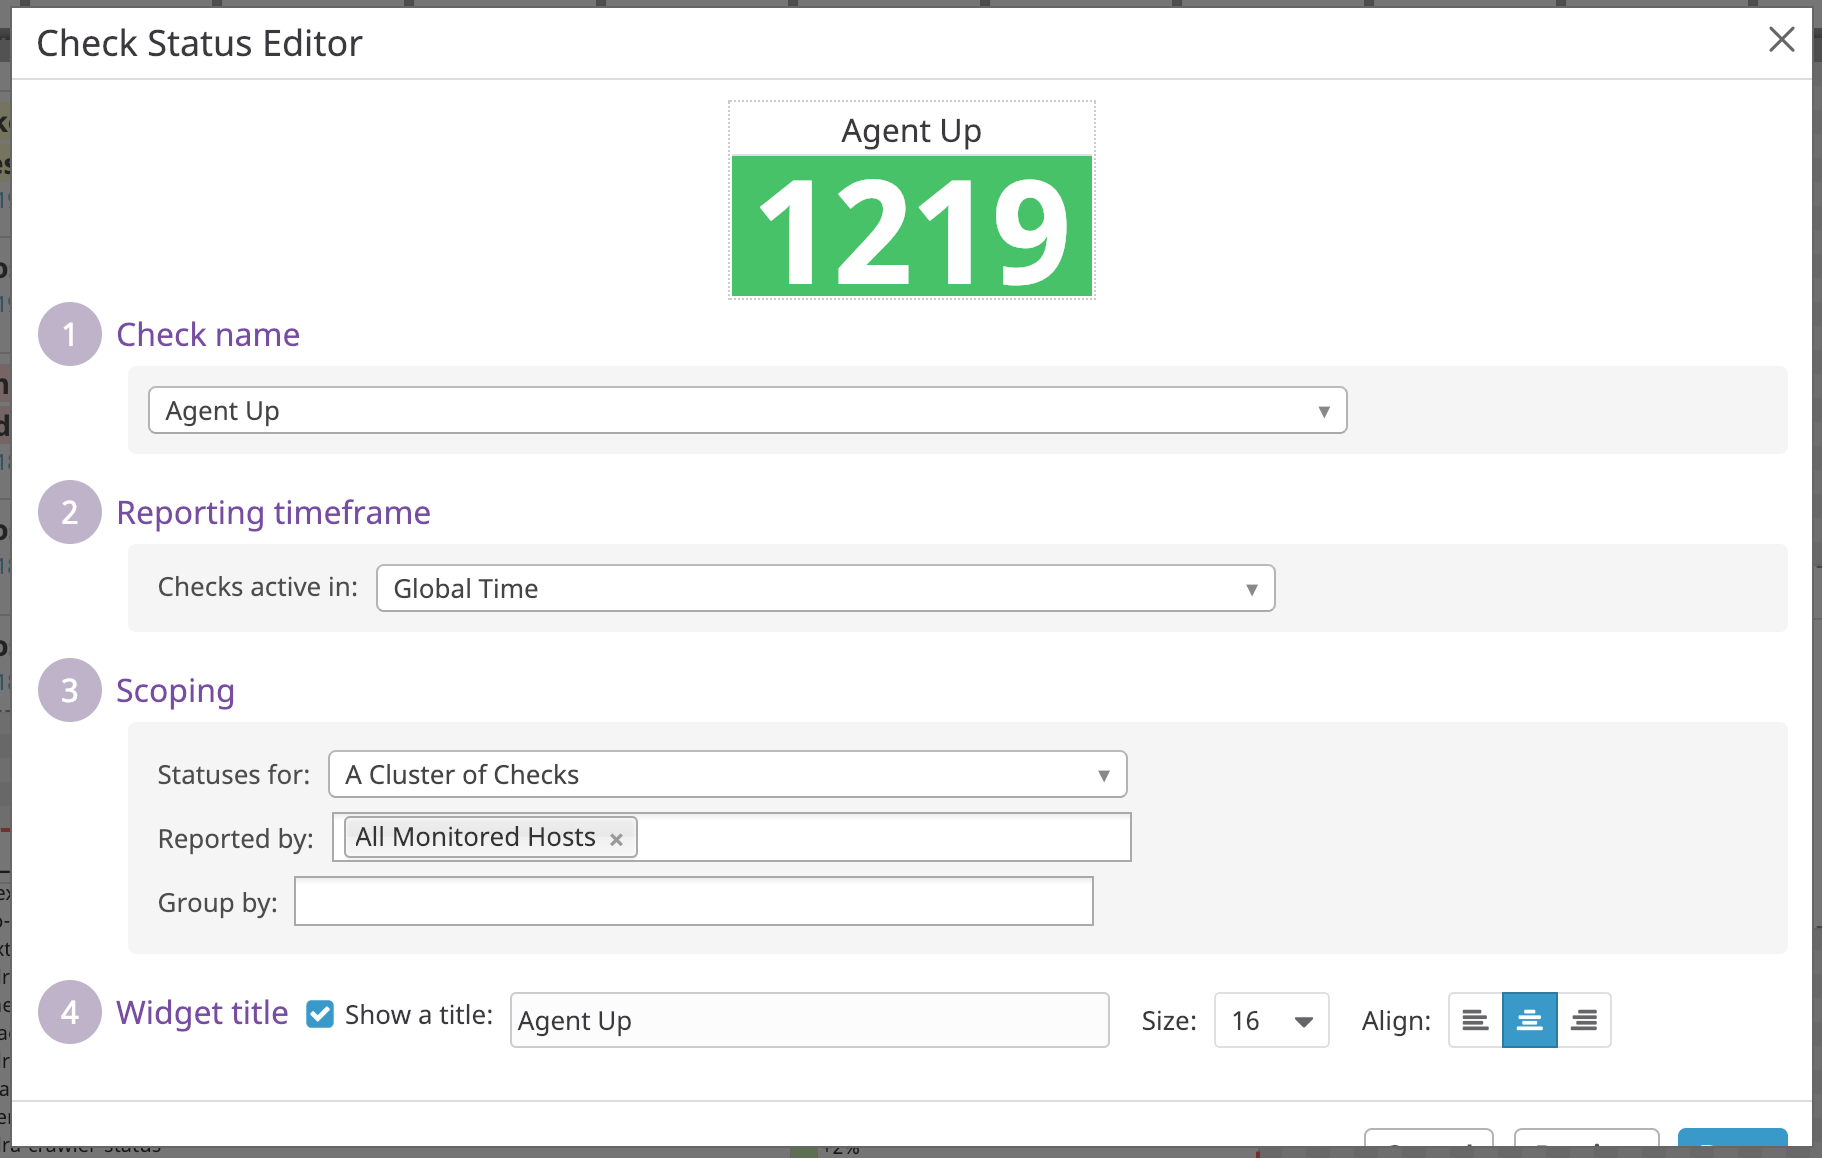 Check Status Editor
Agent Up
1219
1 Check name
Agent Up
2 Reporting timeframe
Checks active in: Global Time
3 Scoping
Statuses for: A Cluster of Checks
Reported by: All Monitored Hosts ×
Group by:
4 Widget title Show a title: Agent Up Size: 16 Align: